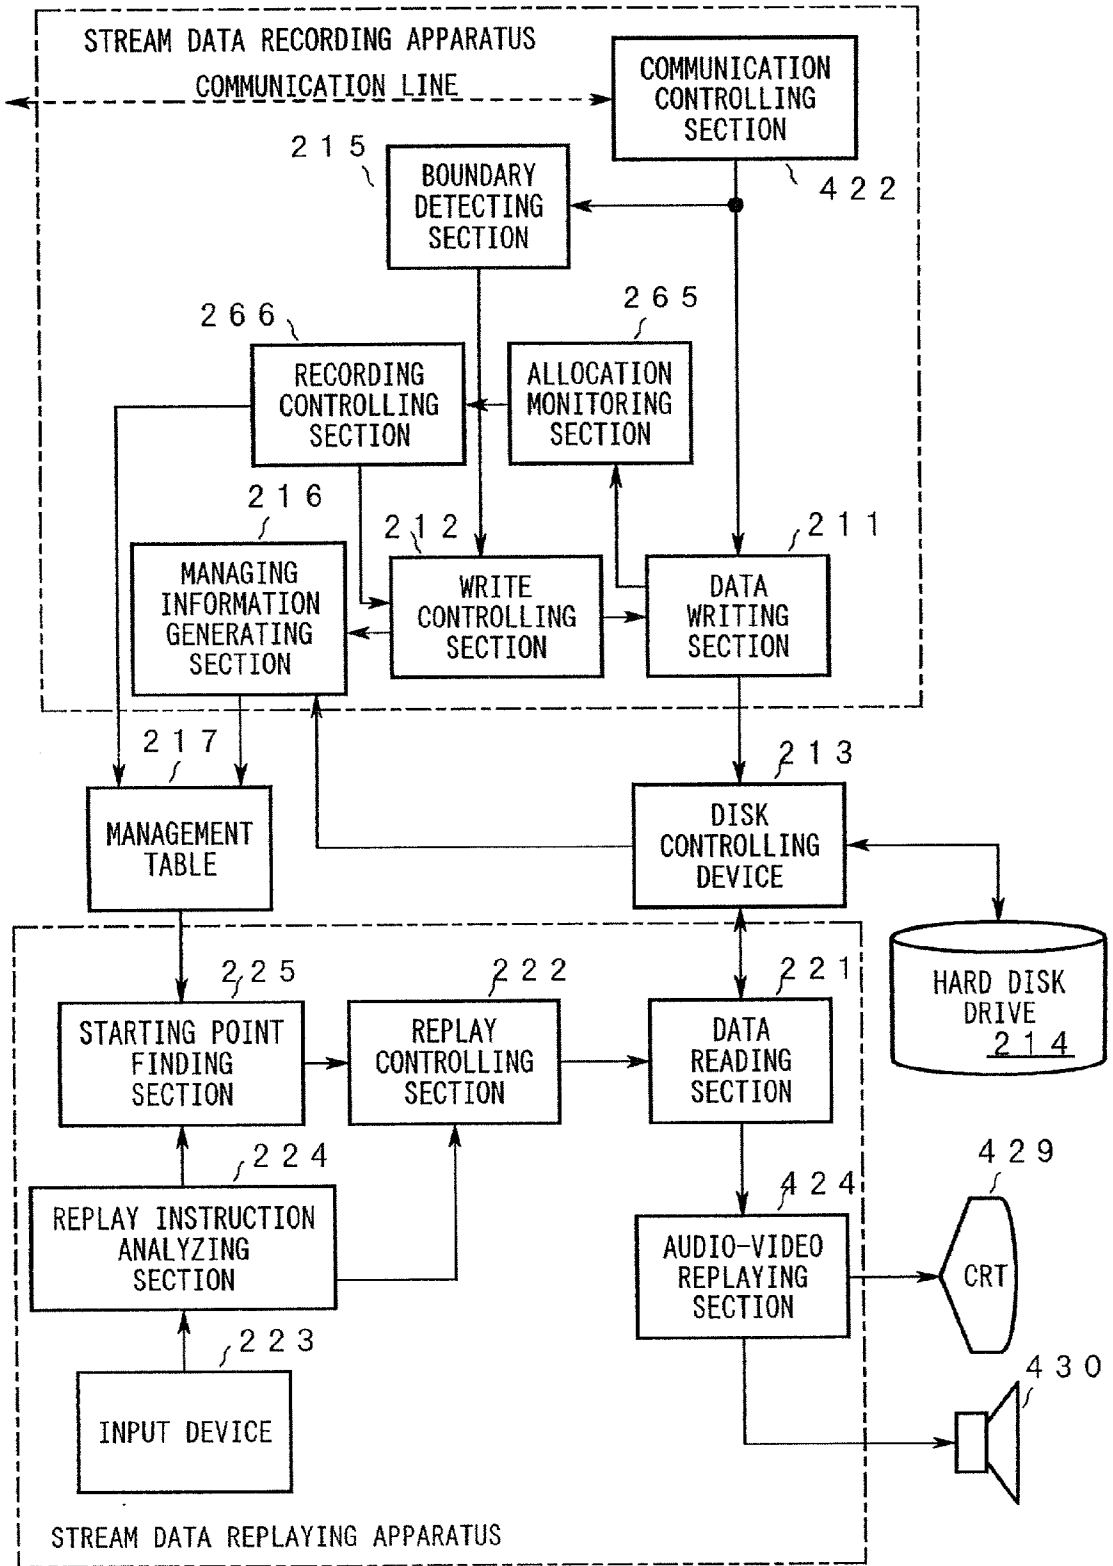 STREAM DATA RECORDING APPARATUS
COMMUNICATION LINE
COMMUNICATION
CONTROLLING
SECTION
422
215
BOUNDARY
DETECTING
SECTION
266
RECORDING
CONTROLLING
SECTION
265
ALLOCATION
MONITORING
SECTION
216
MANAGING
INFORMATION
GENERATING
SECTION
212
WRITE
CONTROLLING
SECTION
211
DATA
WRITING
SECTION
217
MANAGEMENT
TABLE
213
DISK
CONTROLLING
DEVICE
HARD DISK
DRIVE
214
225
STARTING POINT
FINDING
SECTION
222
REPLAY
CONTROLLING
SECTION
221
DATA
READING
SECTION
224
REPLAY INSTRUCTION
ANALYZING
SECTION
424
AUDIO-VIDEO
REPLAYING
SECTION
429
CRT
223
INPUT DEVICE
430
STREAM DATA REPLAYING APPARATUS